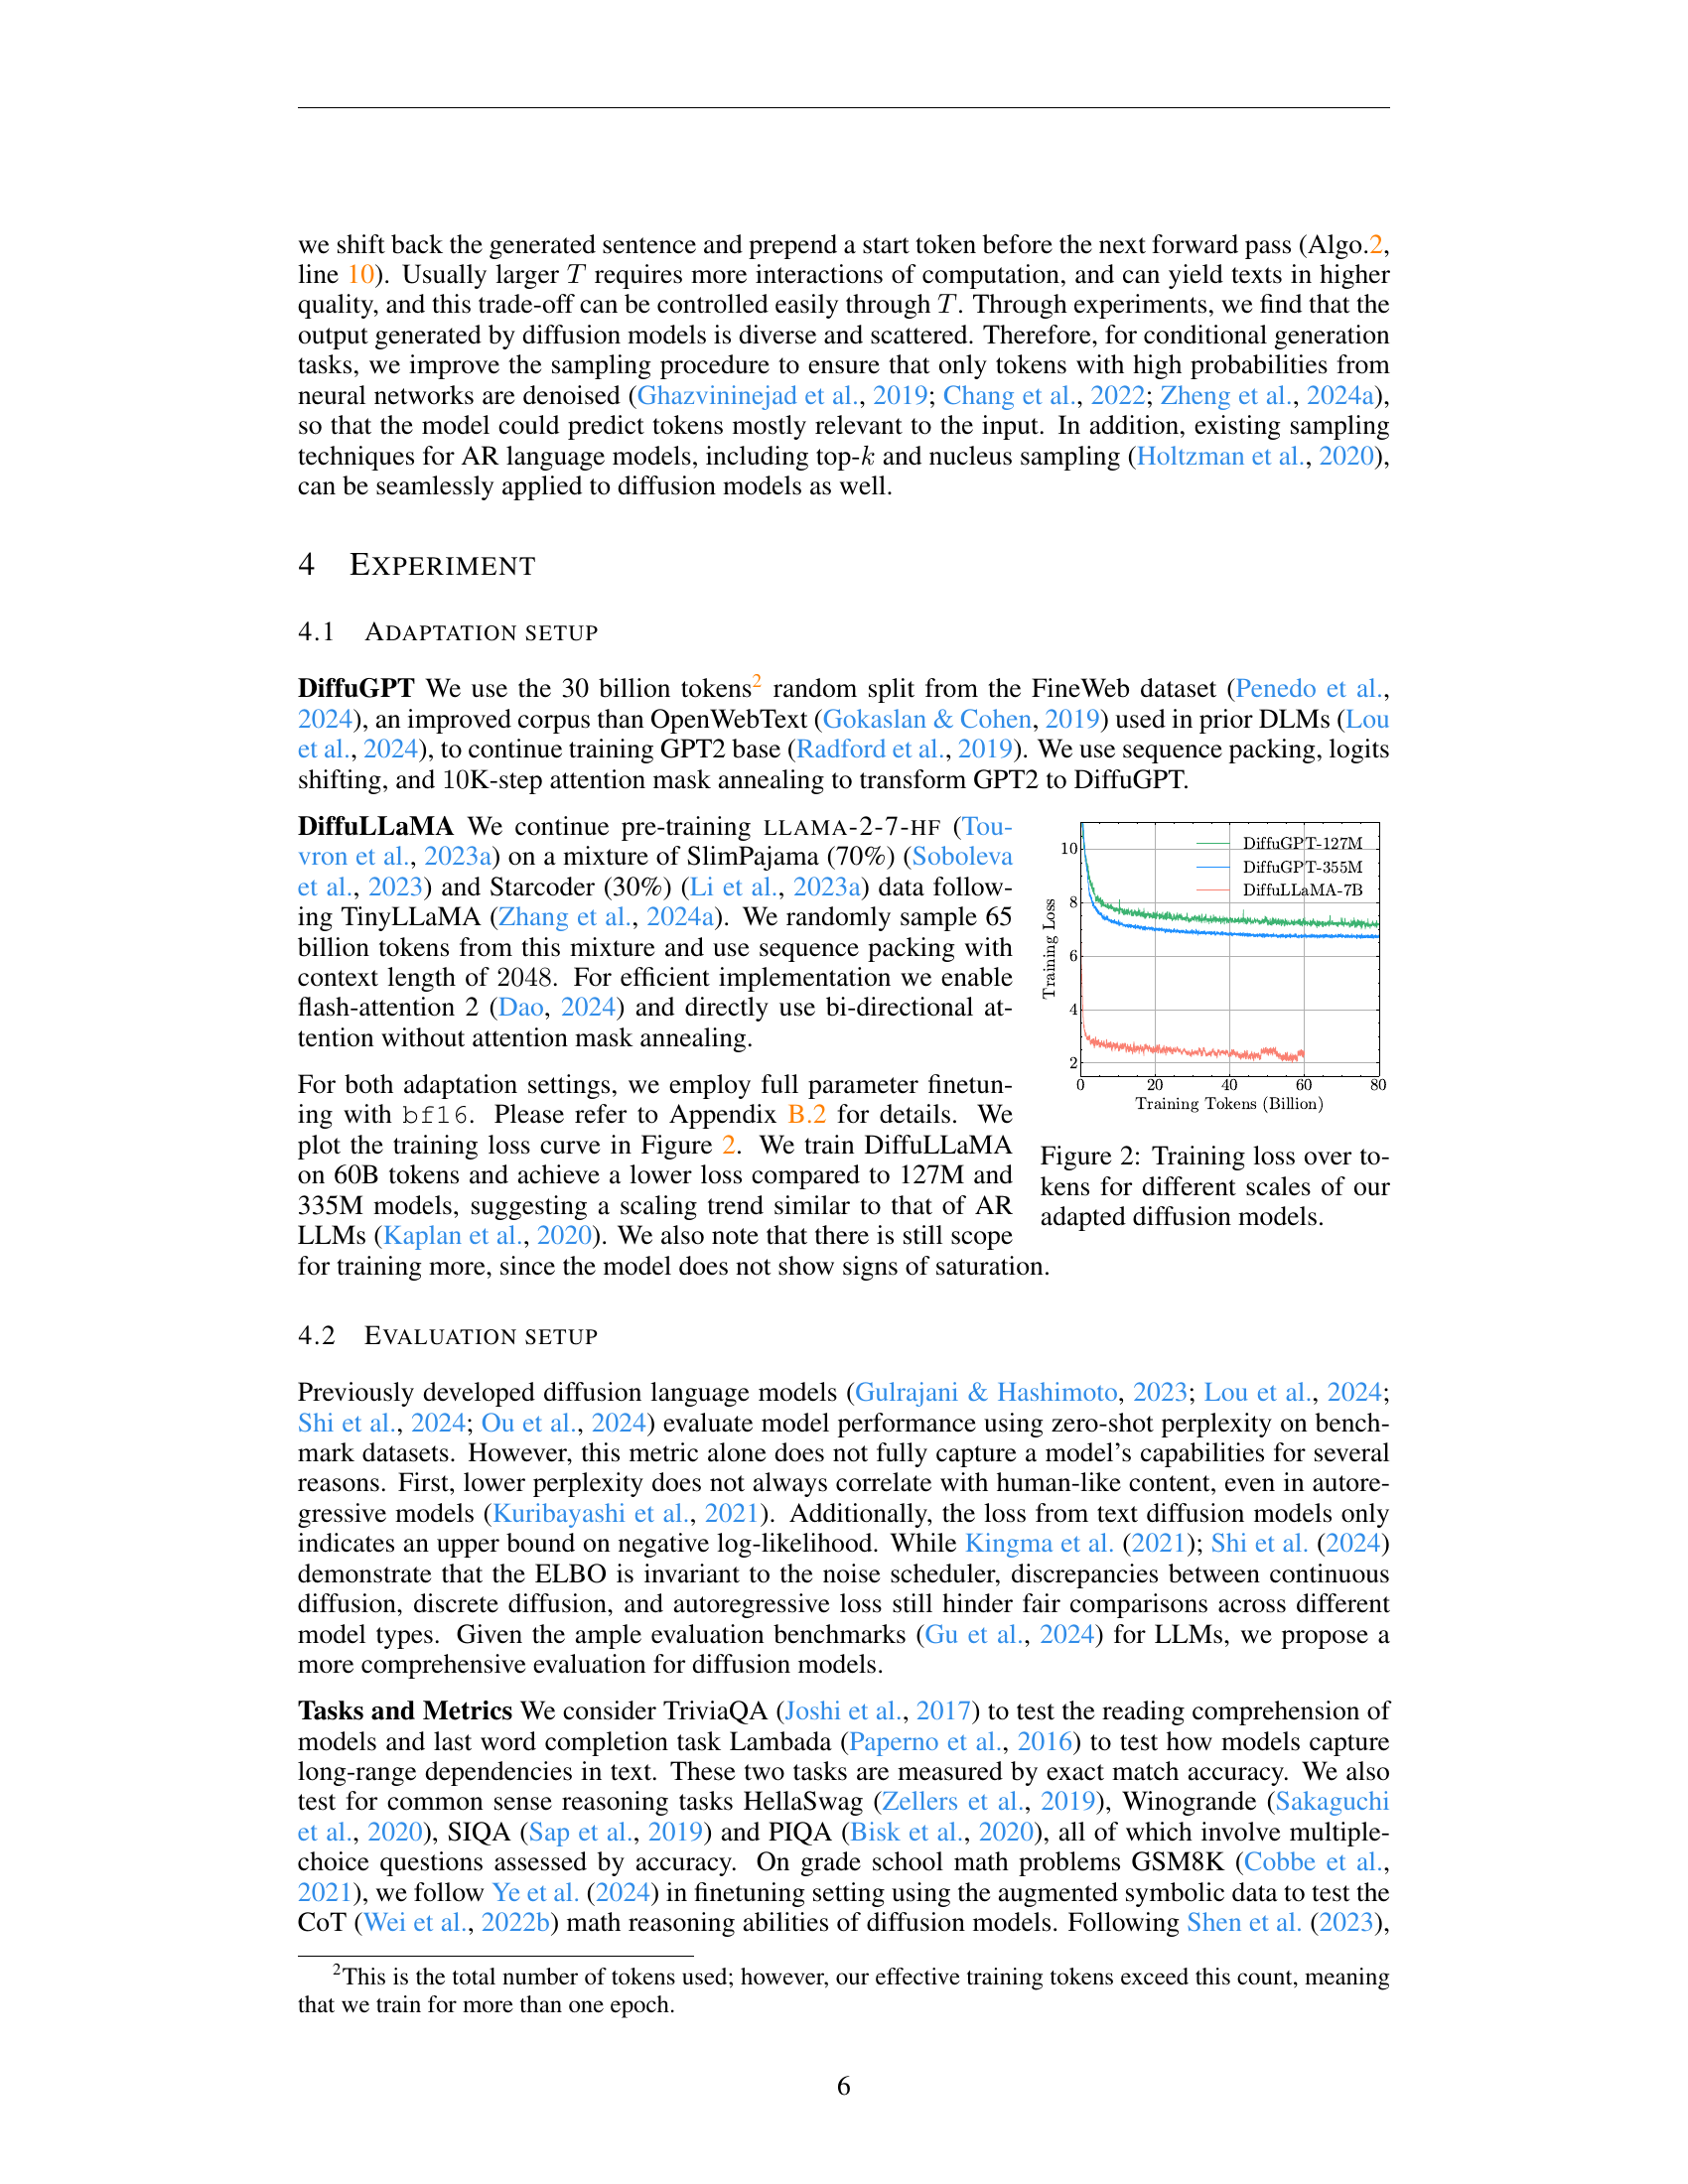 we shift back the generated sentence and prepend a start token before the next forward pass (Algo.2,
line 10). Usually larger T requires more interactions of computation, and can yield texts in higher
quality, and this trade-off can be controlled easily through T. Through experiments, we find that the
output generated by diffusion models is diverse and scattered. Therefore, for conditional generation
tasks, we improve the sampling procedure to ensure that only tokens with high probabilities from
neural networks are denoised (Ghazvininejad et al., 2019; Chang et al., 2022; Zheng et al., 2024a),
so that the model could predict tokens mostly relevant to the input. In addition, existing sampling
techniques for AR language models, including top-k and nucleus sampling (Holtzman et al., 2020),
can be seamlessly applied to diffusion models as well.
4 EXPERIMENT
4.1 ADAPTATION SETUP
DiffuGPT We use the 30 billion tokens2 random split from the FineWeb dataset (Penedo et al.,
2024), an improved corpus than OpenWebText (Gokaslan & Cohen, 2019) used in prior DLMs (Lou
et al., 2024), to continue training GPT2 base (Radford et al., 2019). We use sequence packing, logits
shifting, and 10K-step attention mask annealing to transform GPT2 to DiffuGPT.
DiffuLLaMA We continue pre-training LLAMA-2-7-HF (Tou-
vron et al., 2023a) on a mixture of SlimPajama (70%) (Soboleva
et al., 2023) and Starcoder (30%) (Li et al., 2023a) data follow-
ing TinyLLaMA (Zhang et al., 2024a). We randomly sample 65
billion tokens from this mixture and use sequence packing with
context length of 2048. For efficient implementation we enable
flash-attention 2 (Dao, 2024) and directly use bi-directional at-
tention without attention mask annealing.
For both adaptation settings, we employ full parameter finetun-
ing with bf16. Please refer to Appendix B.2 for details. We
plot the training loss curve in Figure 2. We train DiffuLLaMA
on 60B tokens and achieve a lower loss compared to 127M and
335M models, suggesting a scaling trend similar to that of AR
LLMs (Kaplan et al., 2020). We also note that there is still scope
for training more, since the model does not show signs of saturation.
DiffuGPT-127M
DiffuGPT-355M
DiffuLLaMA-7B
Training Loss
10
8
6
4
2
0 20 40 60 80
Training Tokens (Billion)
Figure 2: Training loss over to-
kens for different scales of our
adapted diffusion models.
4.2 EVALUATION SETUP
Previously developed diffusion language models (Gulrajani & Hashimoto, 2023; Lou et al., 2024;
Shi et al., 2024; Ou et al., 2024) evaluate model performance using zero-shot perplexity on bench-
mark datasets. However, this metric alone does not fully capture a model's capabilities for several
reasons. First, lower perplexity does not always correlate with human-like content, even in autore-
gressive models (Kuribayashi et al., 2021). Additionally, the loss from text diffusion models only
indicates an upper bound on negative log-likelihood. While Kingma et al. (2021); Shi et al. (2024)
demonstrate that the ELBO is invariant to the noise scheduler, discrepancies between continuous
diffusion, discrete diffusion, and autoregressive loss still hinder fair comparisons across different
model types. Given the ample evaluation benchmarks (Gu et al., 2024) for LLMs, we propose a
more comprehensive evaluation for diffusion models.
Tasks and Metrics We consider TriviaQA (Joshi et al., 2017) to test the reading comprehension of
models and last word completion task Lambada (Paperno et al., 2016) to test how models capture
long-range dependencies in text. These two tasks are measured by exact match accuracy. We also
test for common sense reasoning tasks HellaSwag (Zellers et al., 2019), Winogrande (Sakaguchi
et al., 2020), SIQA (Sap et al., 2019) and PIQA (Bisk et al., 2020), all of which involve multiple-
choice questions assessed by accuracy. On grade school math problems GSM8K (Cobbe et al.,
2021), we follow Ye et al. (2024) in finetuning setting using the augmented symbolic data to test the
CoT (Wei et al., 2022b) math reasoning abilities of diffusion models. Following Shen et al. (2023),
2This is the total number of tokens used; however, our effective training tokens exceed this count, meaning
that we train for more than one epoch.
6